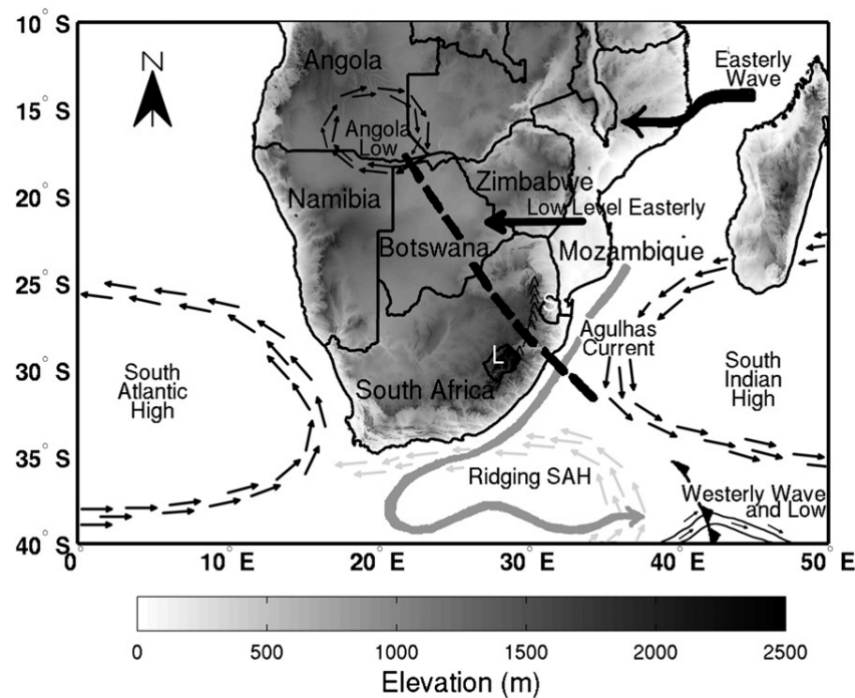 10° S
15° S
20° S
25° S
30° S
35° S
40° S
N
Angola
Angola
Low
Easterly
Wave
Namibia
Zimbabwe
Low Level Easterly
Botswana
Mozambique
S
Agulhas
Current
L
South
Atlantic
High
South Africa
South
Indian
High
Ridging SAH
Westerly Wave
and Low
0° 10° E 20° E 30° E 40° E 50° E
0 500 1000 1500 2000 2500
Elevation (m)